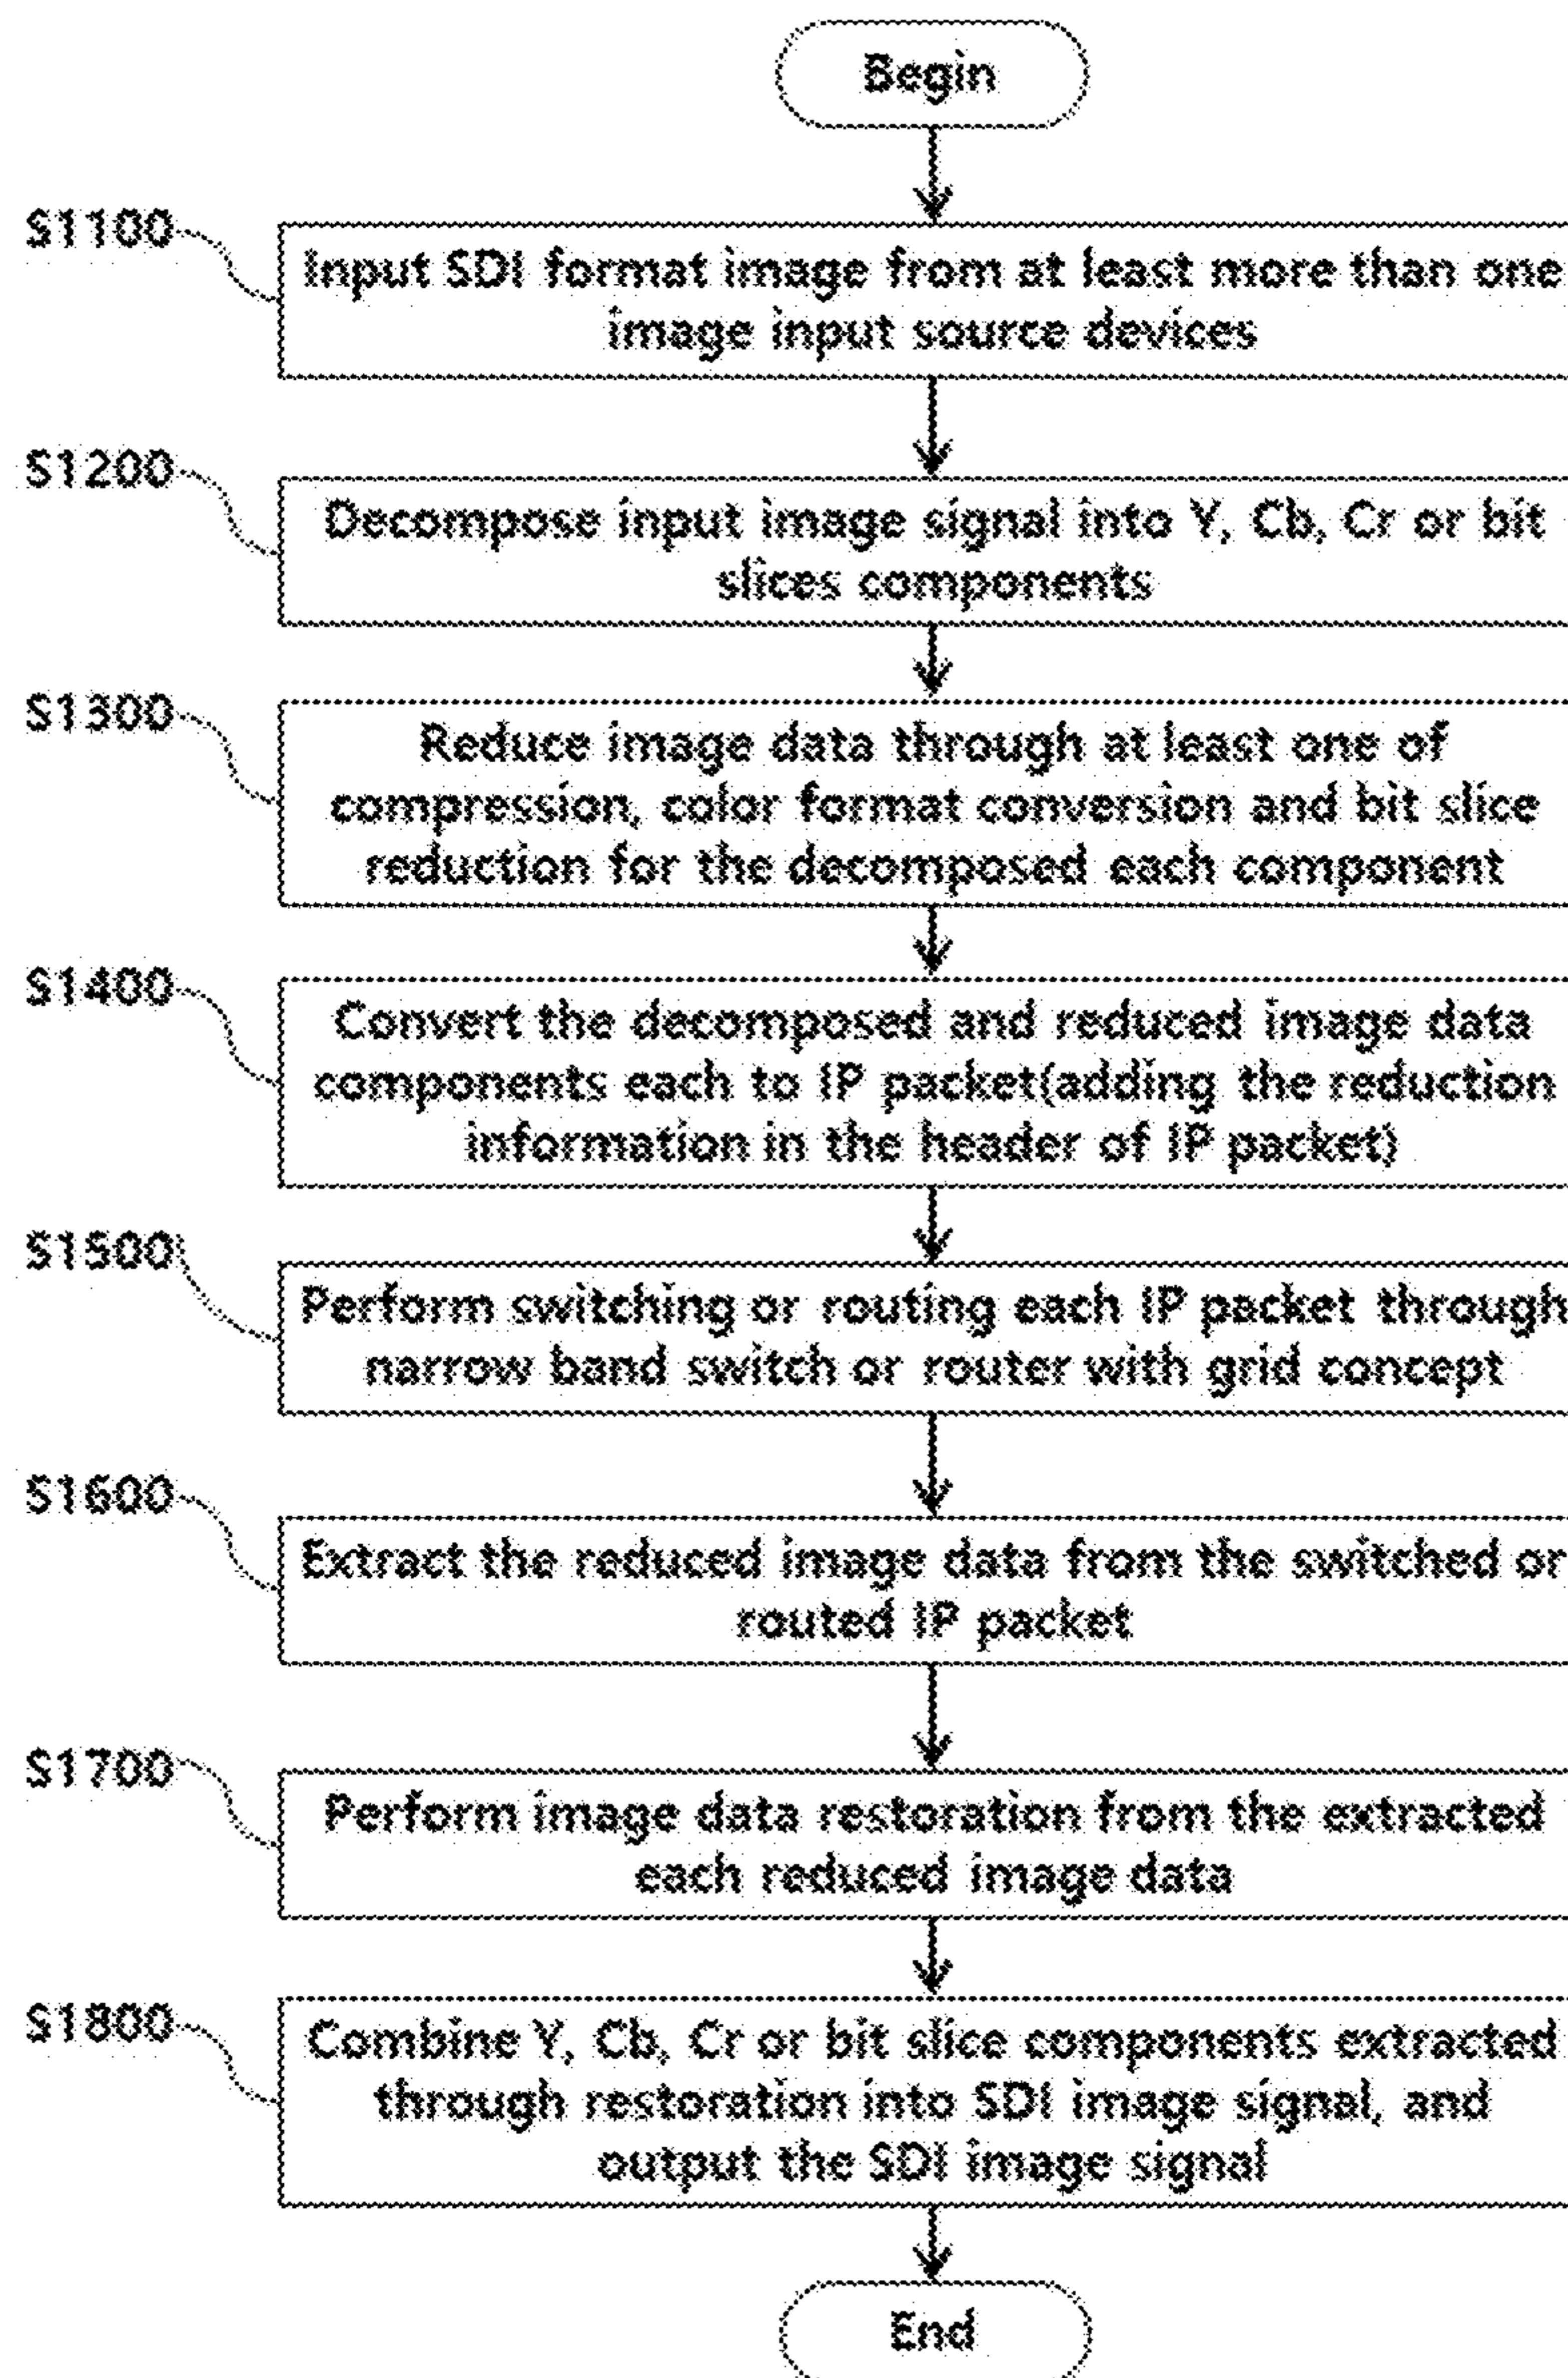 Begin
S1100
Input SDI format image from at least more than one
image input source devices
S1200
Decompose input image signal into Y, Cb, Cr or bit
slices components
S1300
Reduce image data through at least one of
compression, color format conversion and bit slice
reduction for the decomposed each component
S1400
Convert the decomposed and reduced image data
components each to IP packet(adding the reduction
information in the header of IP packet)
S1500
Perform switching or routing each IP packet through
narrow band switch or router with grid concept
S1600
Extract the reduced image data from the switched or
routed IP packet
S1700
Perform image data restoration from the extracted
each reduced image data
S1800
Combine Y, Cb, Cr or bit slice components extracted
through restoration into SDI image signal, and
output the SDI image signal
End